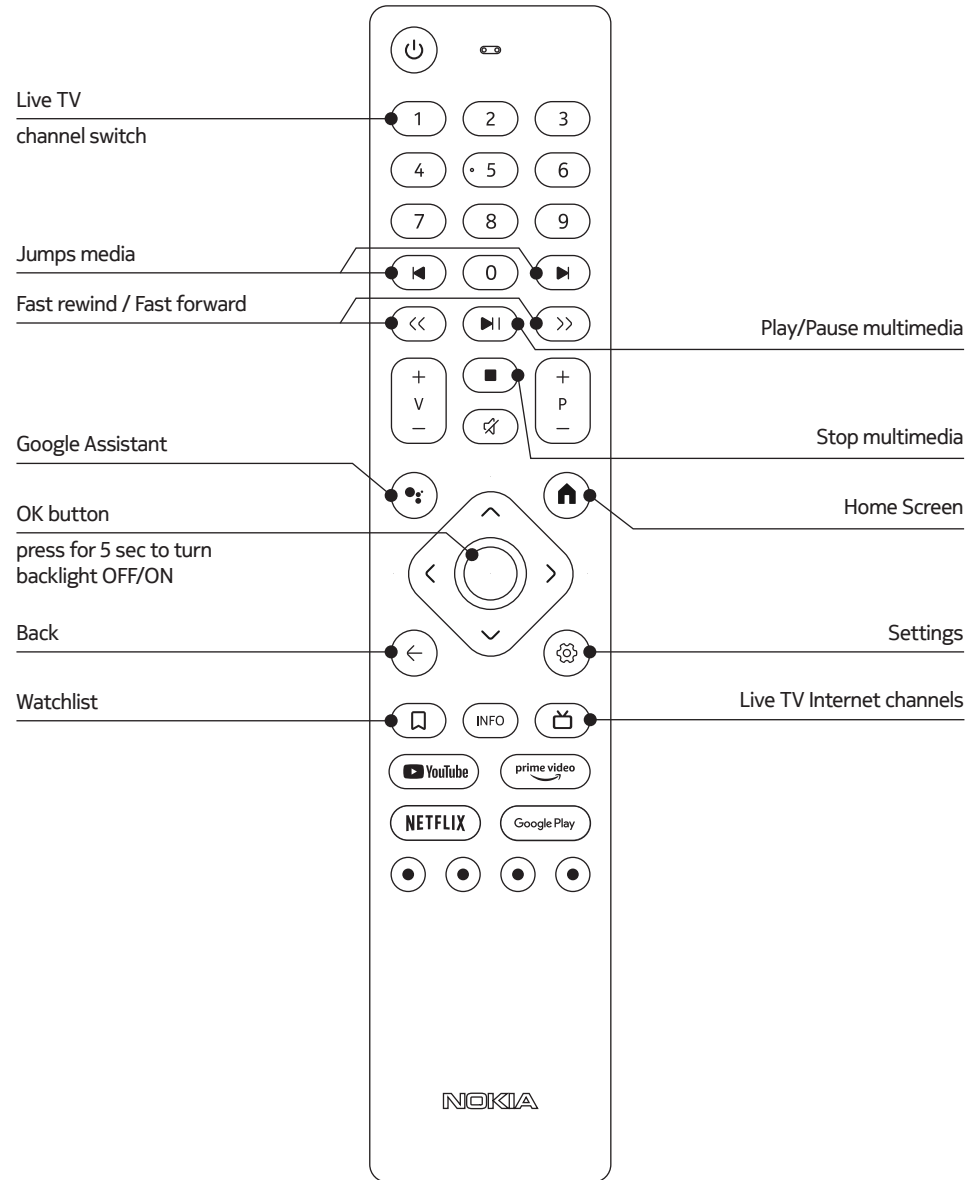 Live TV
channel switch
1 2 3
4 5 6
7 8 9
Jumps media
0
Fast rewind / Fast forward
Play/Pause multimedia
+ +
V P
− −
Stop multimedia
Google Assistant
Home Screen
OK button
press for 5 sec to turn
backlight OFF/ON
Back
Settings
Watchlist
INFO
Live TV Internet channels
YouTube prime video
NETFLIX Google Play
NOKIA